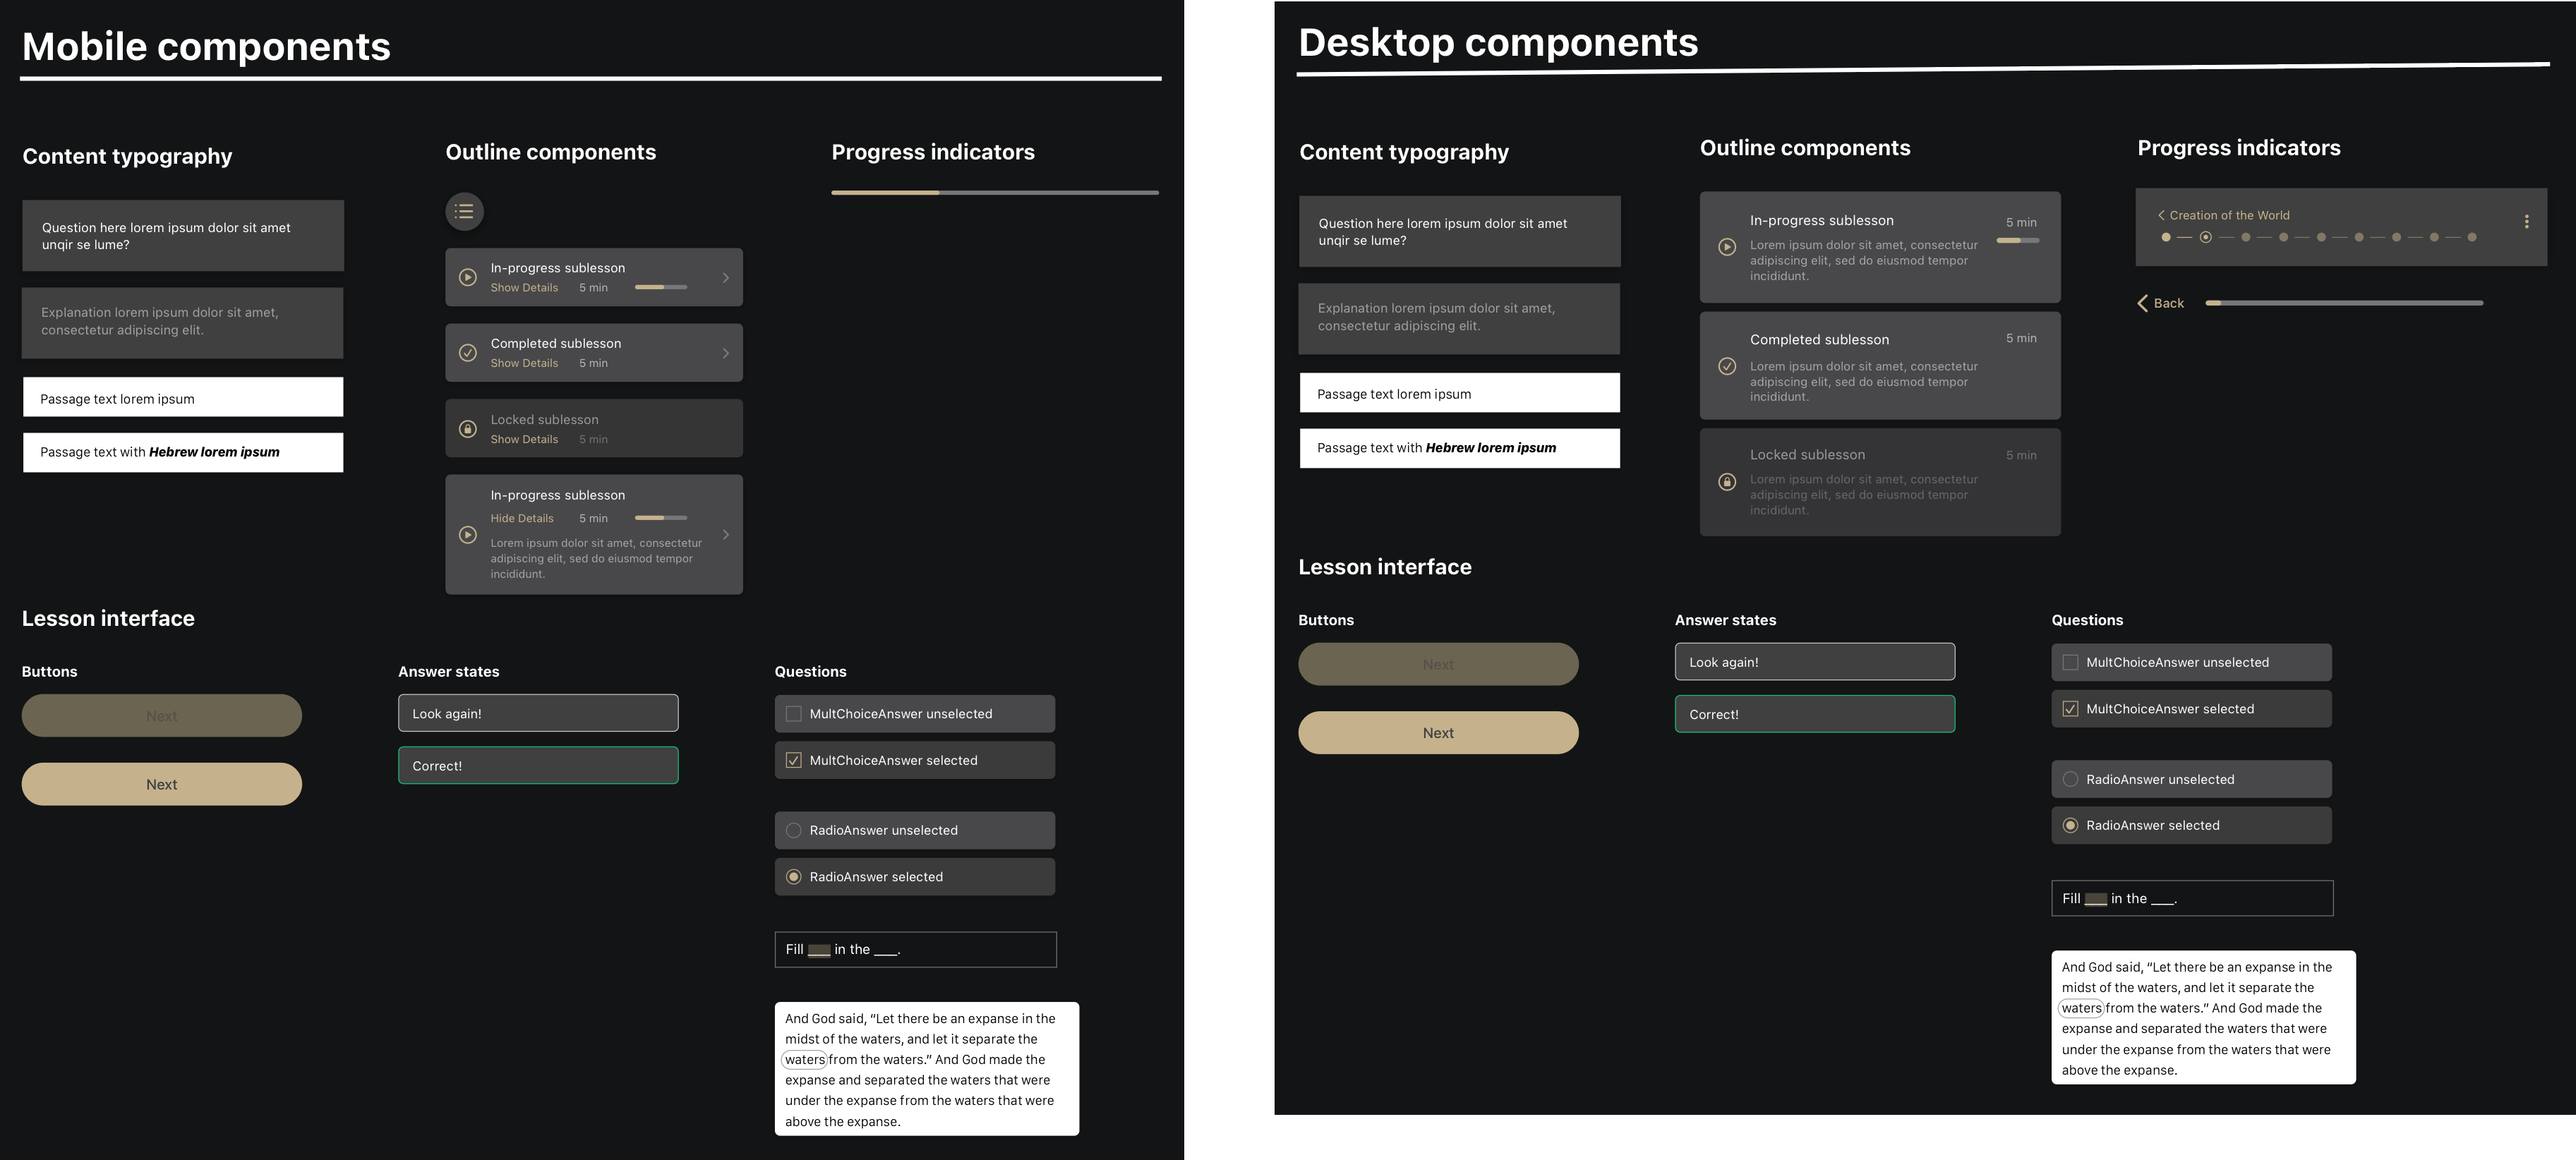 Mobile components
Content typography
Question here lorem ipsum dolor sit amet
unqir se lume?
Explanation lorem ipsum dolor sit amet,
consectetur adipiscing elit.
Passage text lorem ipsum
Passage text with Hebrew lorem ipsum
Outline components
In-progress sublesson
Show Details 5 min
Completed sublesson
Show Details 5 min
Locked sublesson
Show Details 5 min
In-progress sublesson
Hide Details 5 min
Lorem ipsum dolor sit amet, consectetur
adipiscing elit, sed do eiusmod tempor
incididunt.
Progress indicators
Lesson interface
Buttons
Next
Next
Answer states
Look again!
Correct!
Questions
MultChoiceAnswer unselected
MultChoiceAnswer selected
RadioAnswer unselected
RadioAnswer selected
Fill ___ in the ___.
And God said, “Let there be an expanse in the
midst of the waters, and let it separate the
waters from the waters.” And God made the
expanse and separated the waters that were
under the expanse from the waters that were
above the expanse.
Desktop components
Content typography
Question here lorem ipsum dolor sit amet
unqir se lume?
Explanation lorem ipsum dolor sit amet,
consectetur adipiscing elit.
Passage text lorem ipsum
Passage text with Hebrew lorem ipsum
Outline components
In-progress sublesson 5 min
Lorem ipsum dolor sit amet, consectetur
adipiscing elit, sed do eiusmod tempor
incididunt.
Completed sublesson 5 min
Lorem ipsum dolor sit amet, consectetur
adipiscing elit, sed do eiusmod tempor
incididunt.
Locked sublesson 5 min
Lorem ipsum dolor sit amet, consectetur
adipiscing elit, sed do eiusmod tempor
incididunt.
Progress indicators
Creation of the World
Back
Lesson interface
Buttons
Next
Next
Answer states
Look again!
Correct!
Questions
MultChoiceAnswer unselected
MultChoiceAnswer selected
RadioAnswer unselected
RadioAnswer selected
Fill ___ in the ___.
And God said, “Let there be an expanse in the
midst of the waters, and let it separate the
waters from the waters.” And God made the
expanse and separated the waters that were
under the expanse from the waters that were
above the expanse.